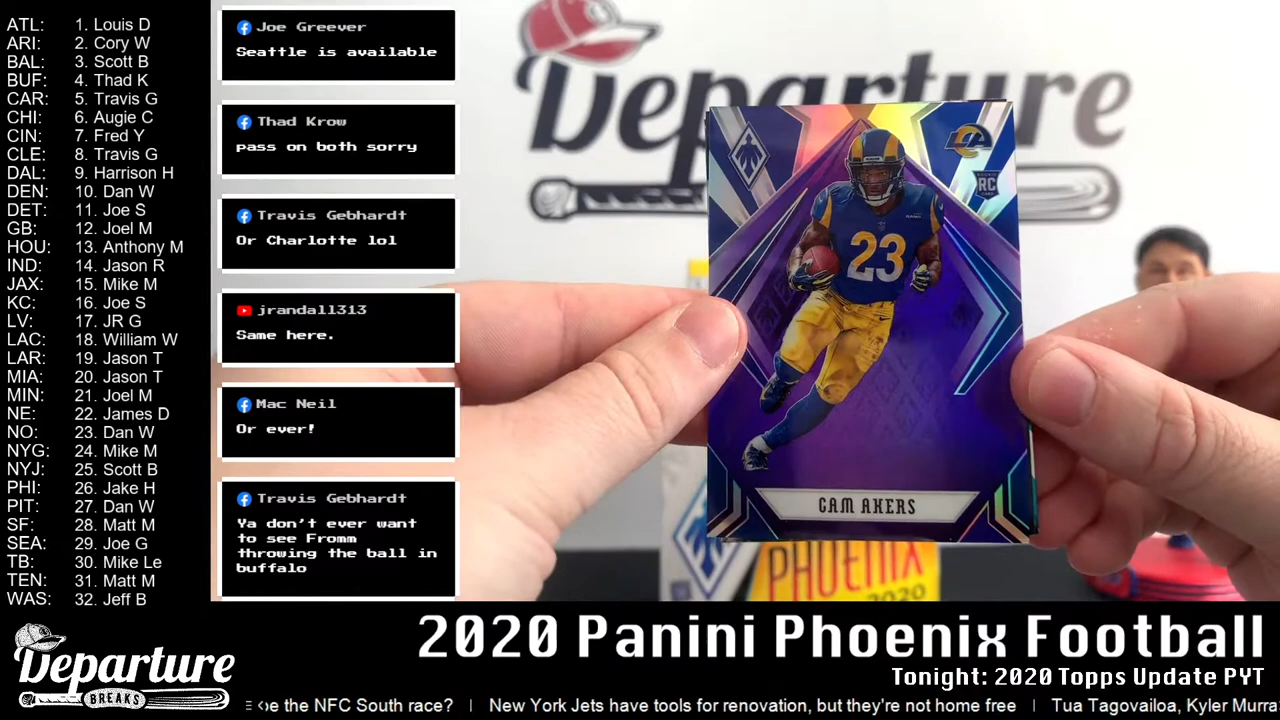 ATL: 1. Louis D
ARI: 2. Cory W
BAL: 3. Scott B
BUF: 4. Thad K
CAR: 5. Travis G
CHI: 6. Augie C
CIN: 7. Fred Y
CLE: 8. Travis G
DAL: 9. Harrison H
DEN: 10. Dan W
DET: 11. Joe S
GB: 12. Joel M
HOU: 13. Anthony M
IND: 14. Jason R
JAX: 15. Mike M
KC: 16. Joe S
LV: 17. JR G
LAC: 18. William W
LAR: 19. Jason T
MIA: 20. Jason T
MIN: 21. Joel M
NE: 22. James D
NO: 23. Dan W
NYG: 24. Mike M
NYJ: 25. Scott B
PHI: 26. Jake H
PIT: 27. Dan W
SF: 28. Matt M
SEA: 29. Joe G
TB: 30. Mike Le
TEN: 31. Matt M
WAS: 32. Jeff B
Joe Greever
Seattle is available
Thad Krow
pass on both sorry
Travis Gebhardt
Or Charlotte lol
jrandall313
Same here.
Mac Neil
Or ever!
Travis Gebhardt
Ya don't ever want
to see Fromm
throwing the ball in
buffalo
Departure
LA
ROOKIE
RC
CARD
23
CAM AKERS
PHOENIX
2020
2020 Panini Phoenix Football
Tonight: 2020 Topps Update PYT
Departure
BREAKS
be the NFC South race? | New York Jets have tools for renovation, but they're not home free | Tua Tagovailoa, Kyler Murra